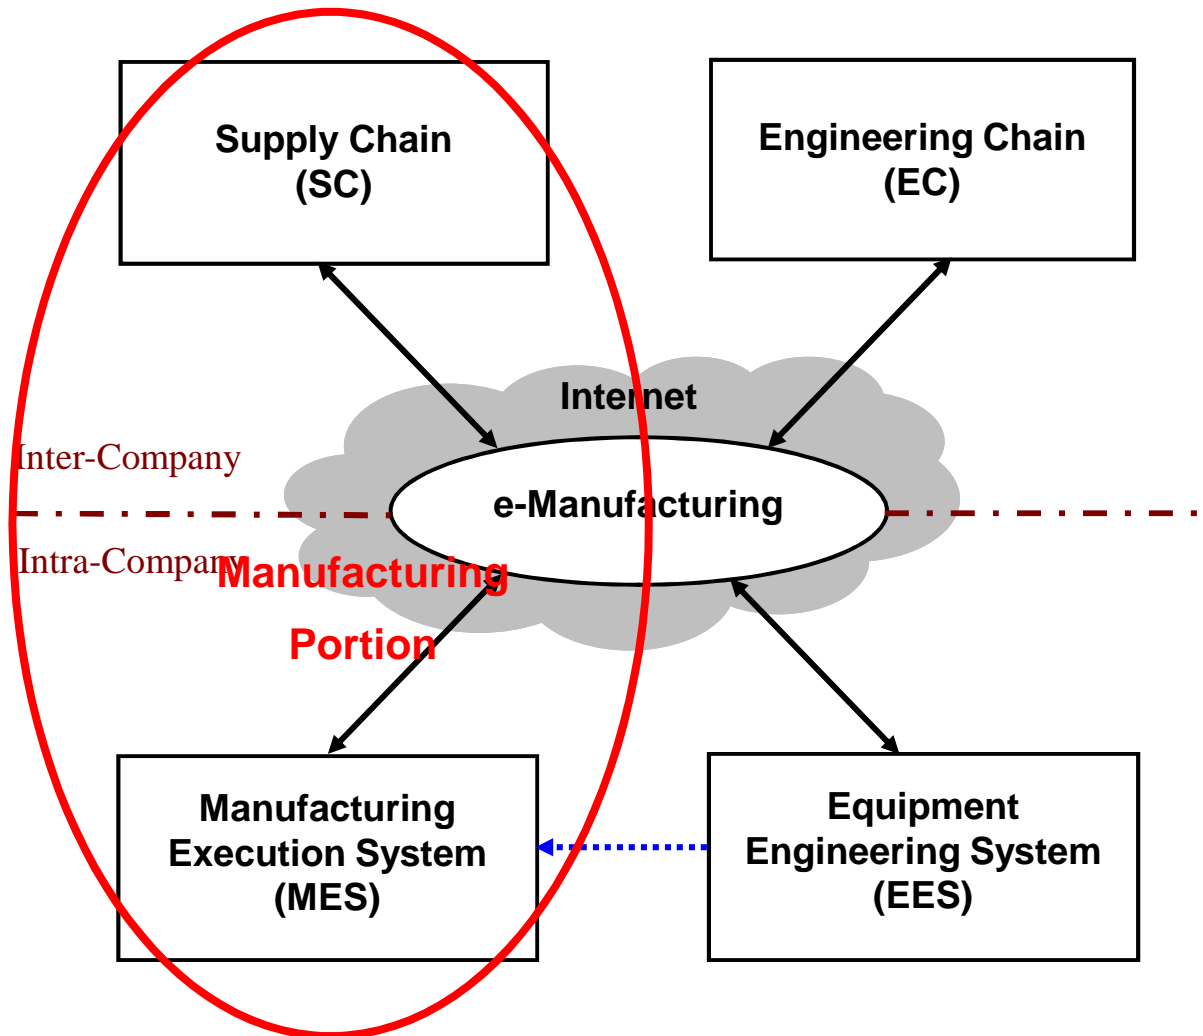 Supply Chain
(SC)
Engineering Chain
(EC)
Internet
Inter-Company
e-Manufacturing
Intra-Company
Manufacturing
Portion
Manufacturing
Execution System
(MES)
Equipment
Engineering System
(EES)